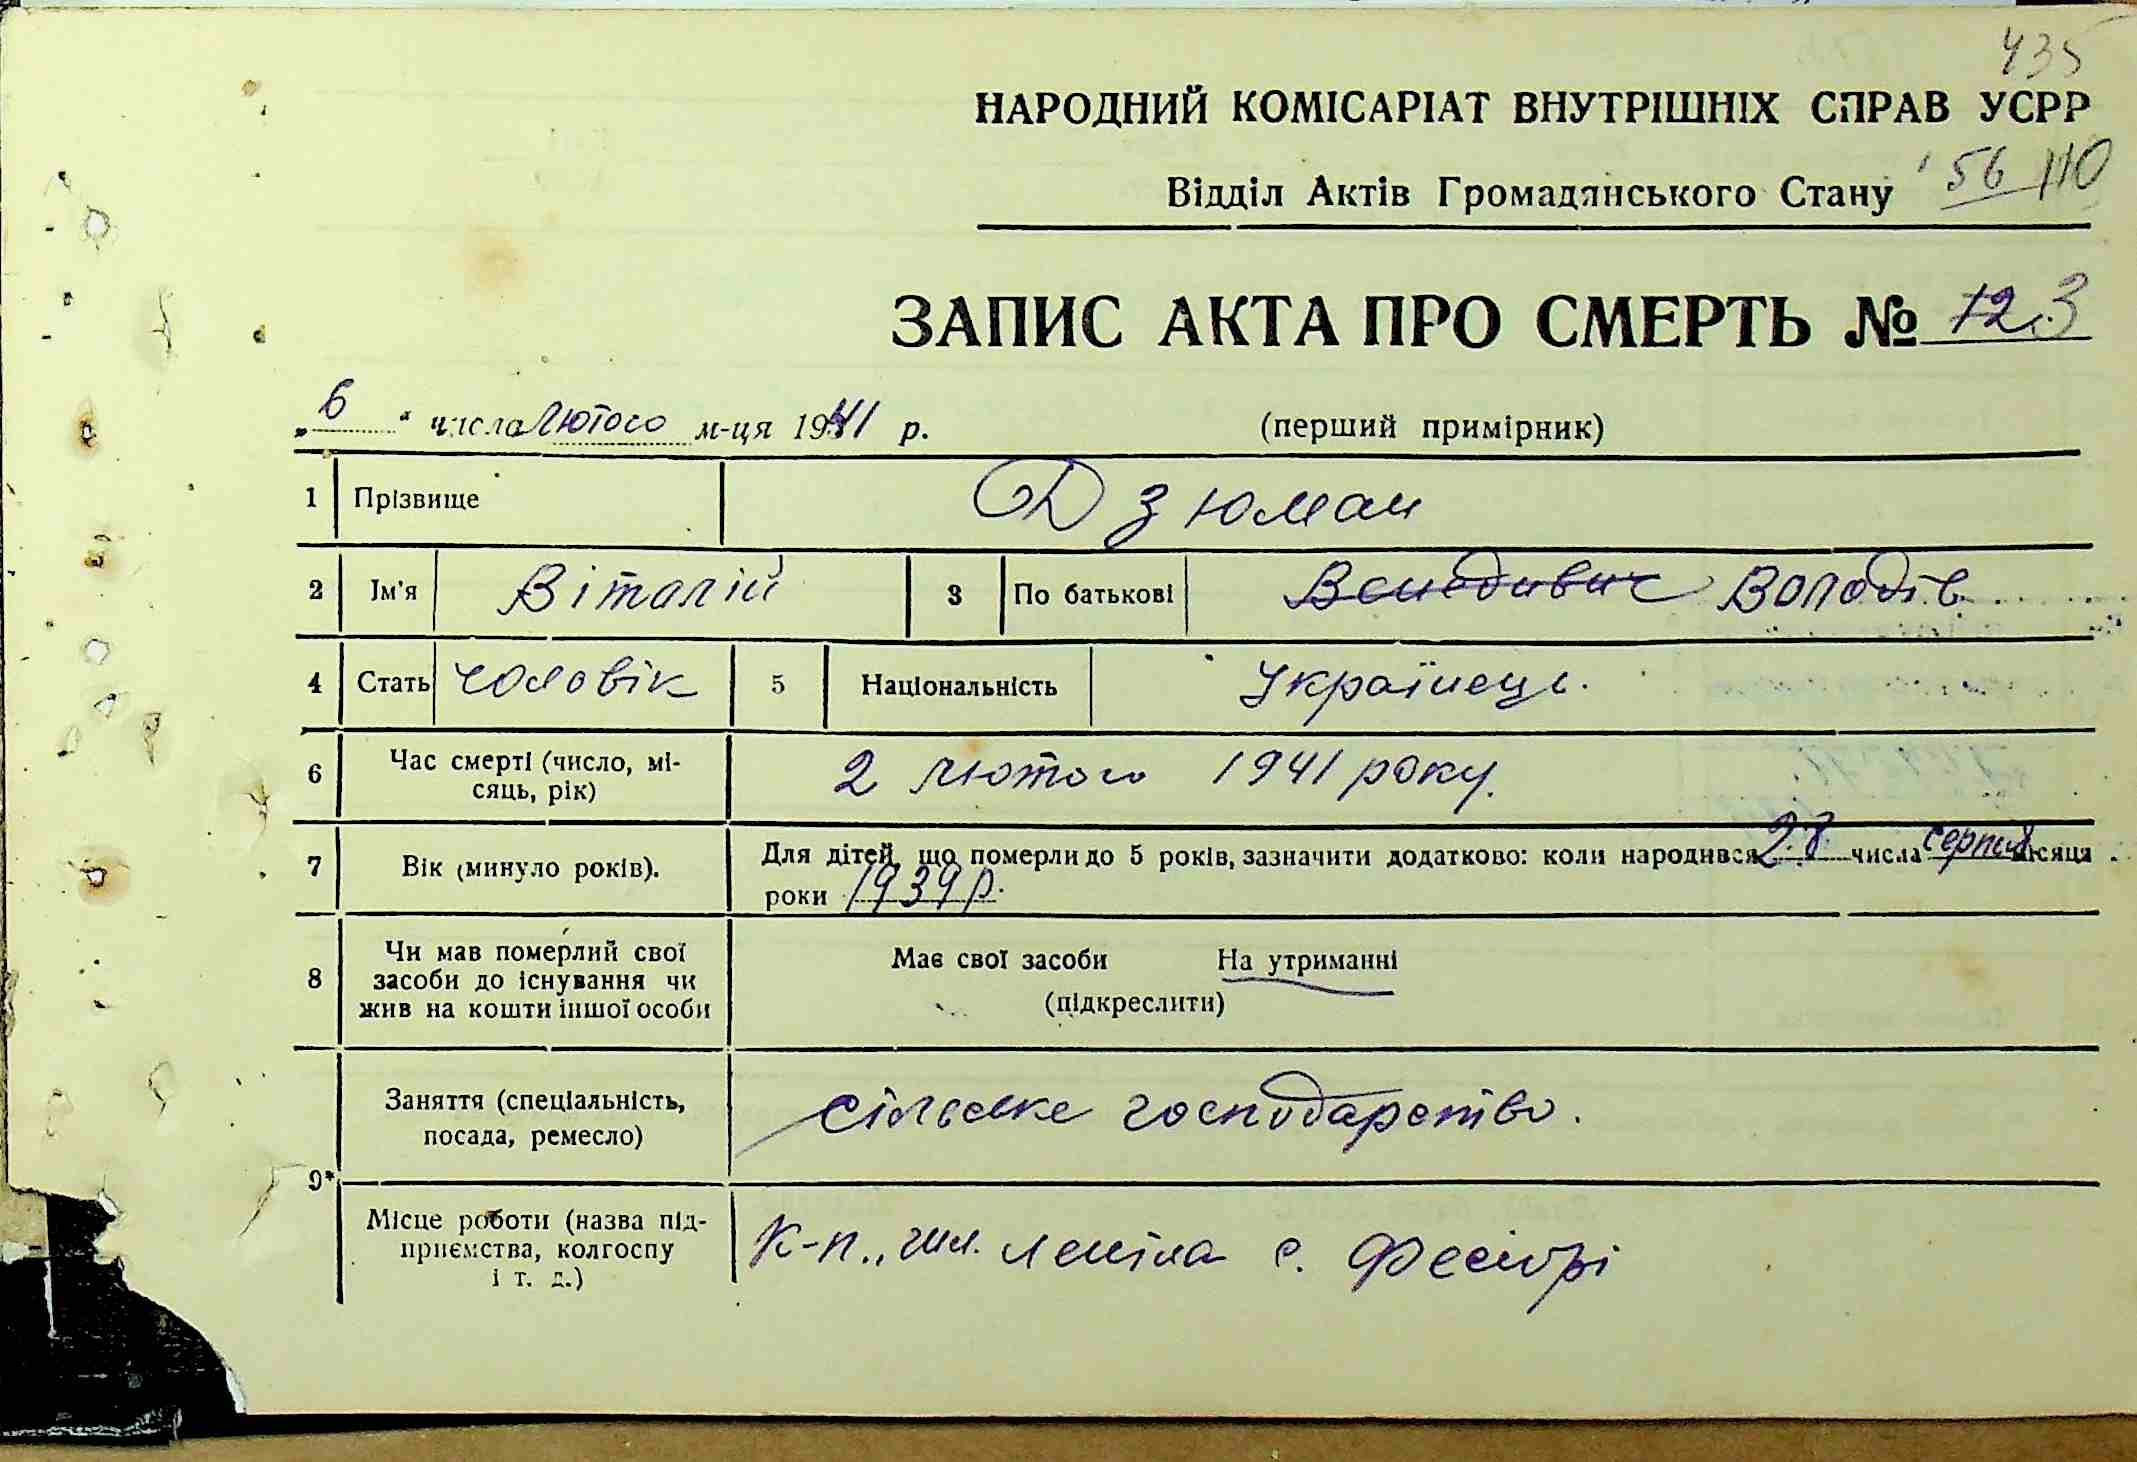 435
НАРОДНИЙ КОМІСАРІАТ ВНУТРІШНІХ СПРАВ УСРР
Відділ Актів Громадянського Стану 56 110
ЗАПИС АКТА ПРО СМЕРТЬ № 123
„6“ числа лютого м-ця 1941 р. (перший примірник)
1 Прізвище Дзюман
2 Ім'я Віталій 3 По батькові Володів
4 Стать чоловік 5 Національність Українець.
6 Час смерті (число, мі-
сяць, рік) 2 лютого 1941 року.
7 Вік (минуло років). Для дітей, що померли до 5 років, зазначити додатково: коли народився 28 числа серпня місяця
роки 1939 р.
8 Чи мав померлий свої
засоби до існування чи
жив на кошти іншої особи
Має свої засоби На утриманні
(підкреслити)
9* Заняття (спеціальність,
посада, ремесло) сільське господарство.
Місце роботи (назва під-
приємства, колгоспу
і т. д.) К-п., ім. Леніна с.